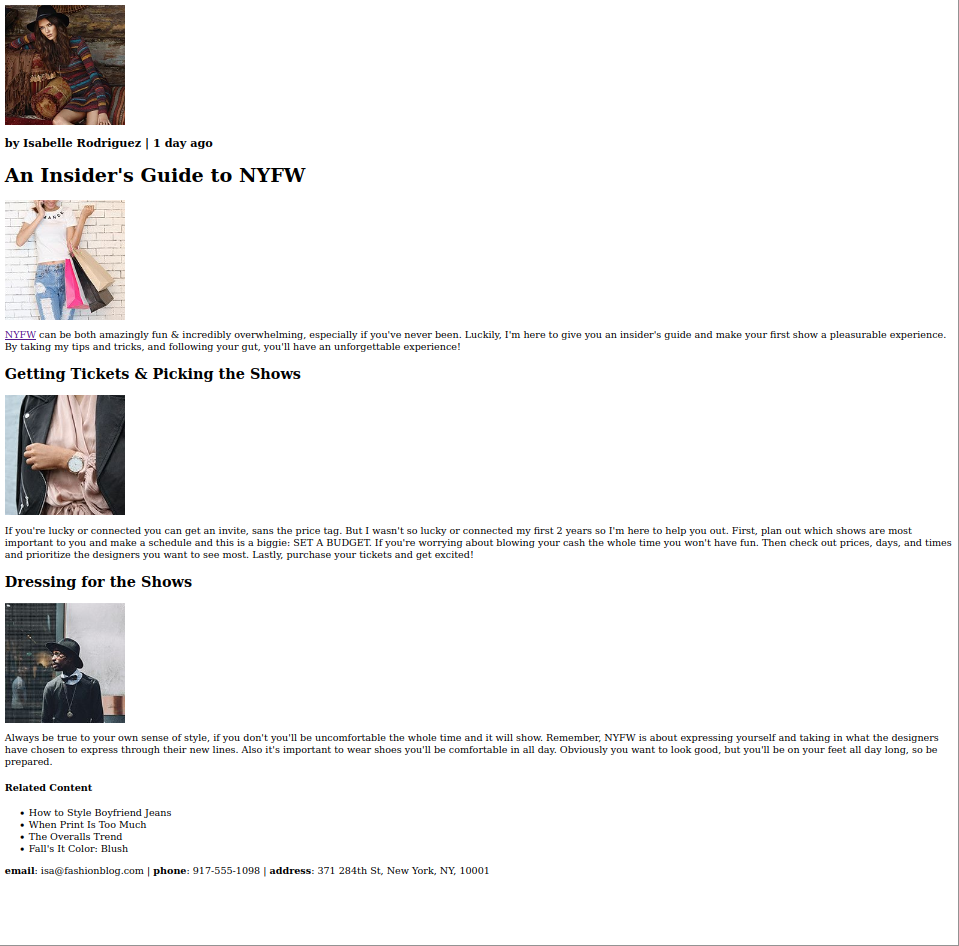 by Isabelle Rodriguez | 1 day ago
An Insider's Guide to NYFW
NYFW can be both amazingly fun & incredibly overwhelming, especially if you've never been. Luckily, I'm here to give you an insider's guide and make your first show a pleasurable experience.
By taking my tips and tricks, and following your gut, you'll have an unforgettable experience!
Getting Tickets & Picking the Shows
If you're lucky or connected you can get an invite, sans the price tag. But I wasn't so lucky or connected my first 2 years so I'm here to help you out. First, plan out which shows are most
important to you and make a schedule and this is a biggie: SET A BUDGET. If you're worrying about blowing your cash the whole time you won't have fun. Then check out prices, days, and times
and prioritize the designers you want to see most. Lastly, purchase your tickets and get excited!
Dressing for the Shows
Always be true to your own sense of style, if you don't you'll be uncomfortable the whole time and it will show. Remember, NYFW is about expressing yourself and taking in what the designers
have chosen to express through their new lines. Also it's important to wear shoes you'll be comfortable in all day. Obviously you want to look good, but you'll be on your feet all day long, so be
prepared.
Related Content
• How to Style Boyfriend Jeans
• When Print Is Too Much
• The Overalls Trend
• Fall's It Color: Blush
email: isa@fashionblog.com | phone: 917-555-1098 | address: 371 284th St, New York, NY, 10001